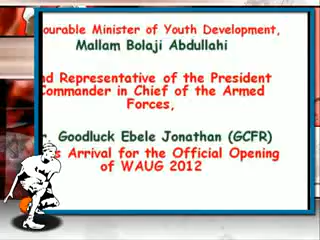 ourable Minister of Youth Development,
Mallam Bolaji Abdullahi
nd Representative of the President
Commander in Chief of the Armed
Forces,
r. Goodluck Ebele Jonathan (GCFR)
s Arrival for the Official Opening
of WAUG 2012